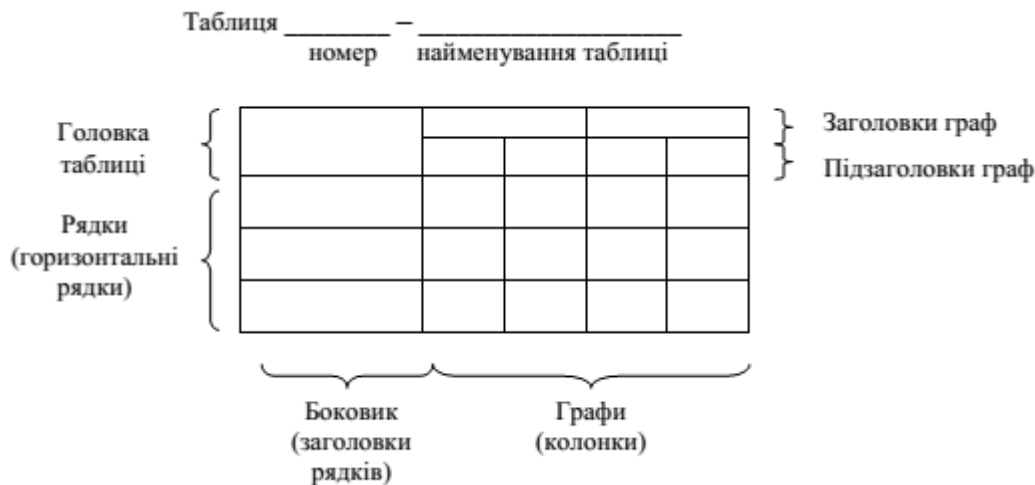 Таблиця ________ – ____________________
номер найменування таблиці
Головка
таблиці
Заголовки граф
Підзаголовки граф
Рядки
(горизонтальні
рядки)
Боковик
(заголовки
рядків)
Графи
(колонки)